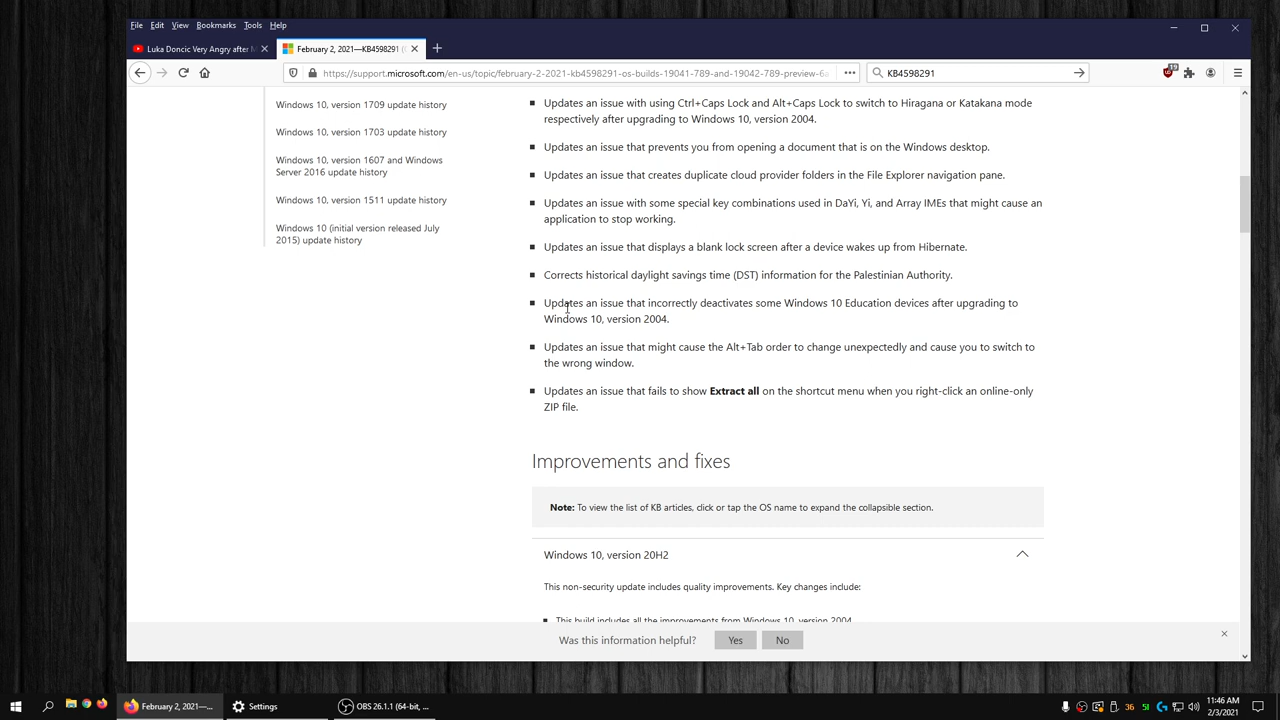 File Edit View Bookmarks Tools Help
Luka Doncic Very Angry after M
February 2, 2021—KB4598291 (
https://support.microsoft.com/en-us/topic/february-2-2021-kb4598291-os-builds-19041-789-and-19042-789-preview-6a
KB4598291
Windows 10, version 1709 update history
Windows 10, version 1703 update history
Windows 10, version 1607 and Windows
Server 2016 update history
Windows 10, version 1511 update history
Windows 10 (initial version released July
2015) update history
Updates an issue with using Ctrl+Caps Lock and Alt+Caps Lock to switch to Hiragana or Katakana mode
respectively after upgrading to Windows 10, version 2004.
Updates an issue that prevents you from opening a document that is on the Windows desktop.
Updates an issue that creates duplicate cloud provider folders in the File Explorer navigation pane.
Updates an issue with some special key combinations used in DaYi, Yi, and Array IMEs that might cause an
application to stop working.
Updates an issue that displays a blank lock screen after a device wakes up from Hibernate.
Corrects historical daylight savings time (DST) information for the Palestinian Authority.
Updates an issue that incorrectly deactivates some Windows 10 Education devices after upgrading to
Windows 10, version 2004.
Updates an issue that might cause the Alt+Tab order to change unexpectedly and cause you to switch to
the wrong window.
Updates an issue that fails to show Extract all on the shortcut menu when you right-click an online-only
ZIP file.
Improvements and fixes
Note: To view the list of KB articles, click or tap the OS name to expand the collapsible section.
Windows 10, version 20H2
This non-security update includes quality improvements. Key changes include:
This build includes all the improvements from Windows 10, version 2004.
Was this information helpful? Yes No
February 2, 2021—... Settings OBS 26.1.1 (64-bit, ...
36 51
11:46 AM
2/3/2021